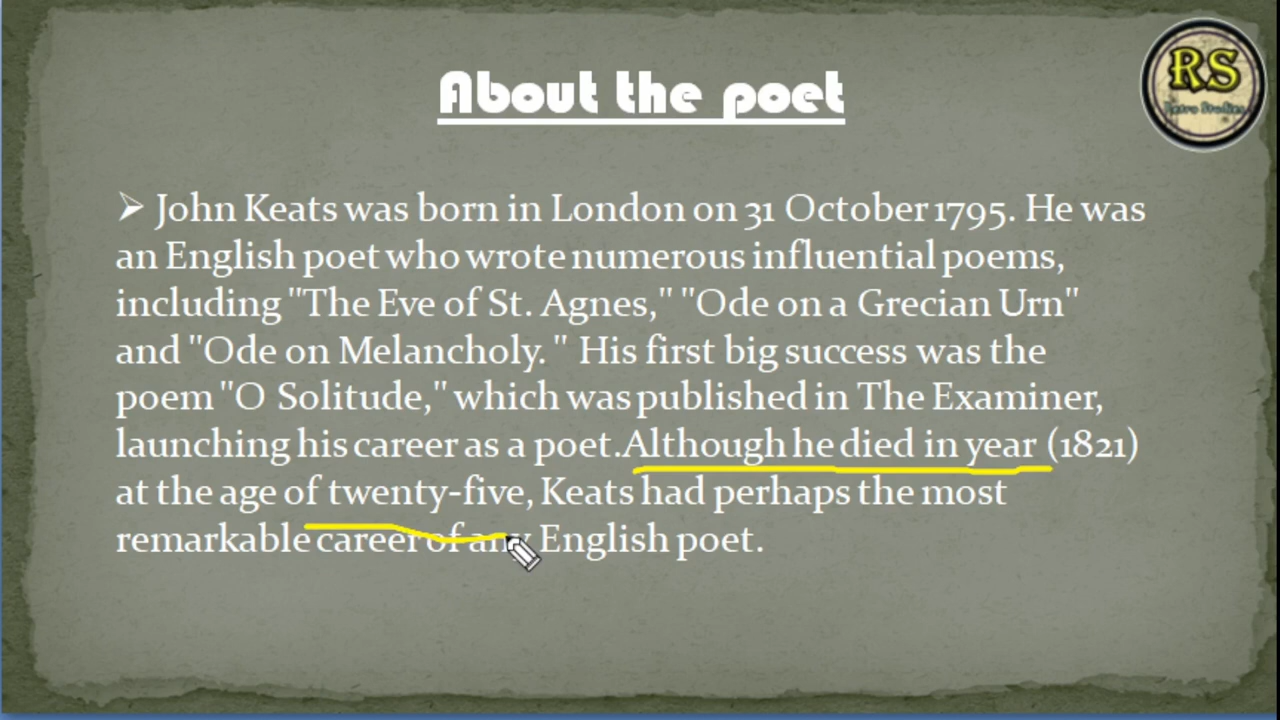 About the poet
RS
Retro Studies
➤ John Keats was born in London on 31 October 1795. He was
an English poet who wrote numerous influential poems,
including "The Eve of St. Agnes," "Ode on a Grecian Urn"
and "Ode on Melancholy. " His first big success was the
poem "O Solitude," which was published in The Examiner,
launching his career as a poet.Although he died in year (1821)
at the age of twenty-five, Keats had perhaps the most
remarkable career of any English poet.